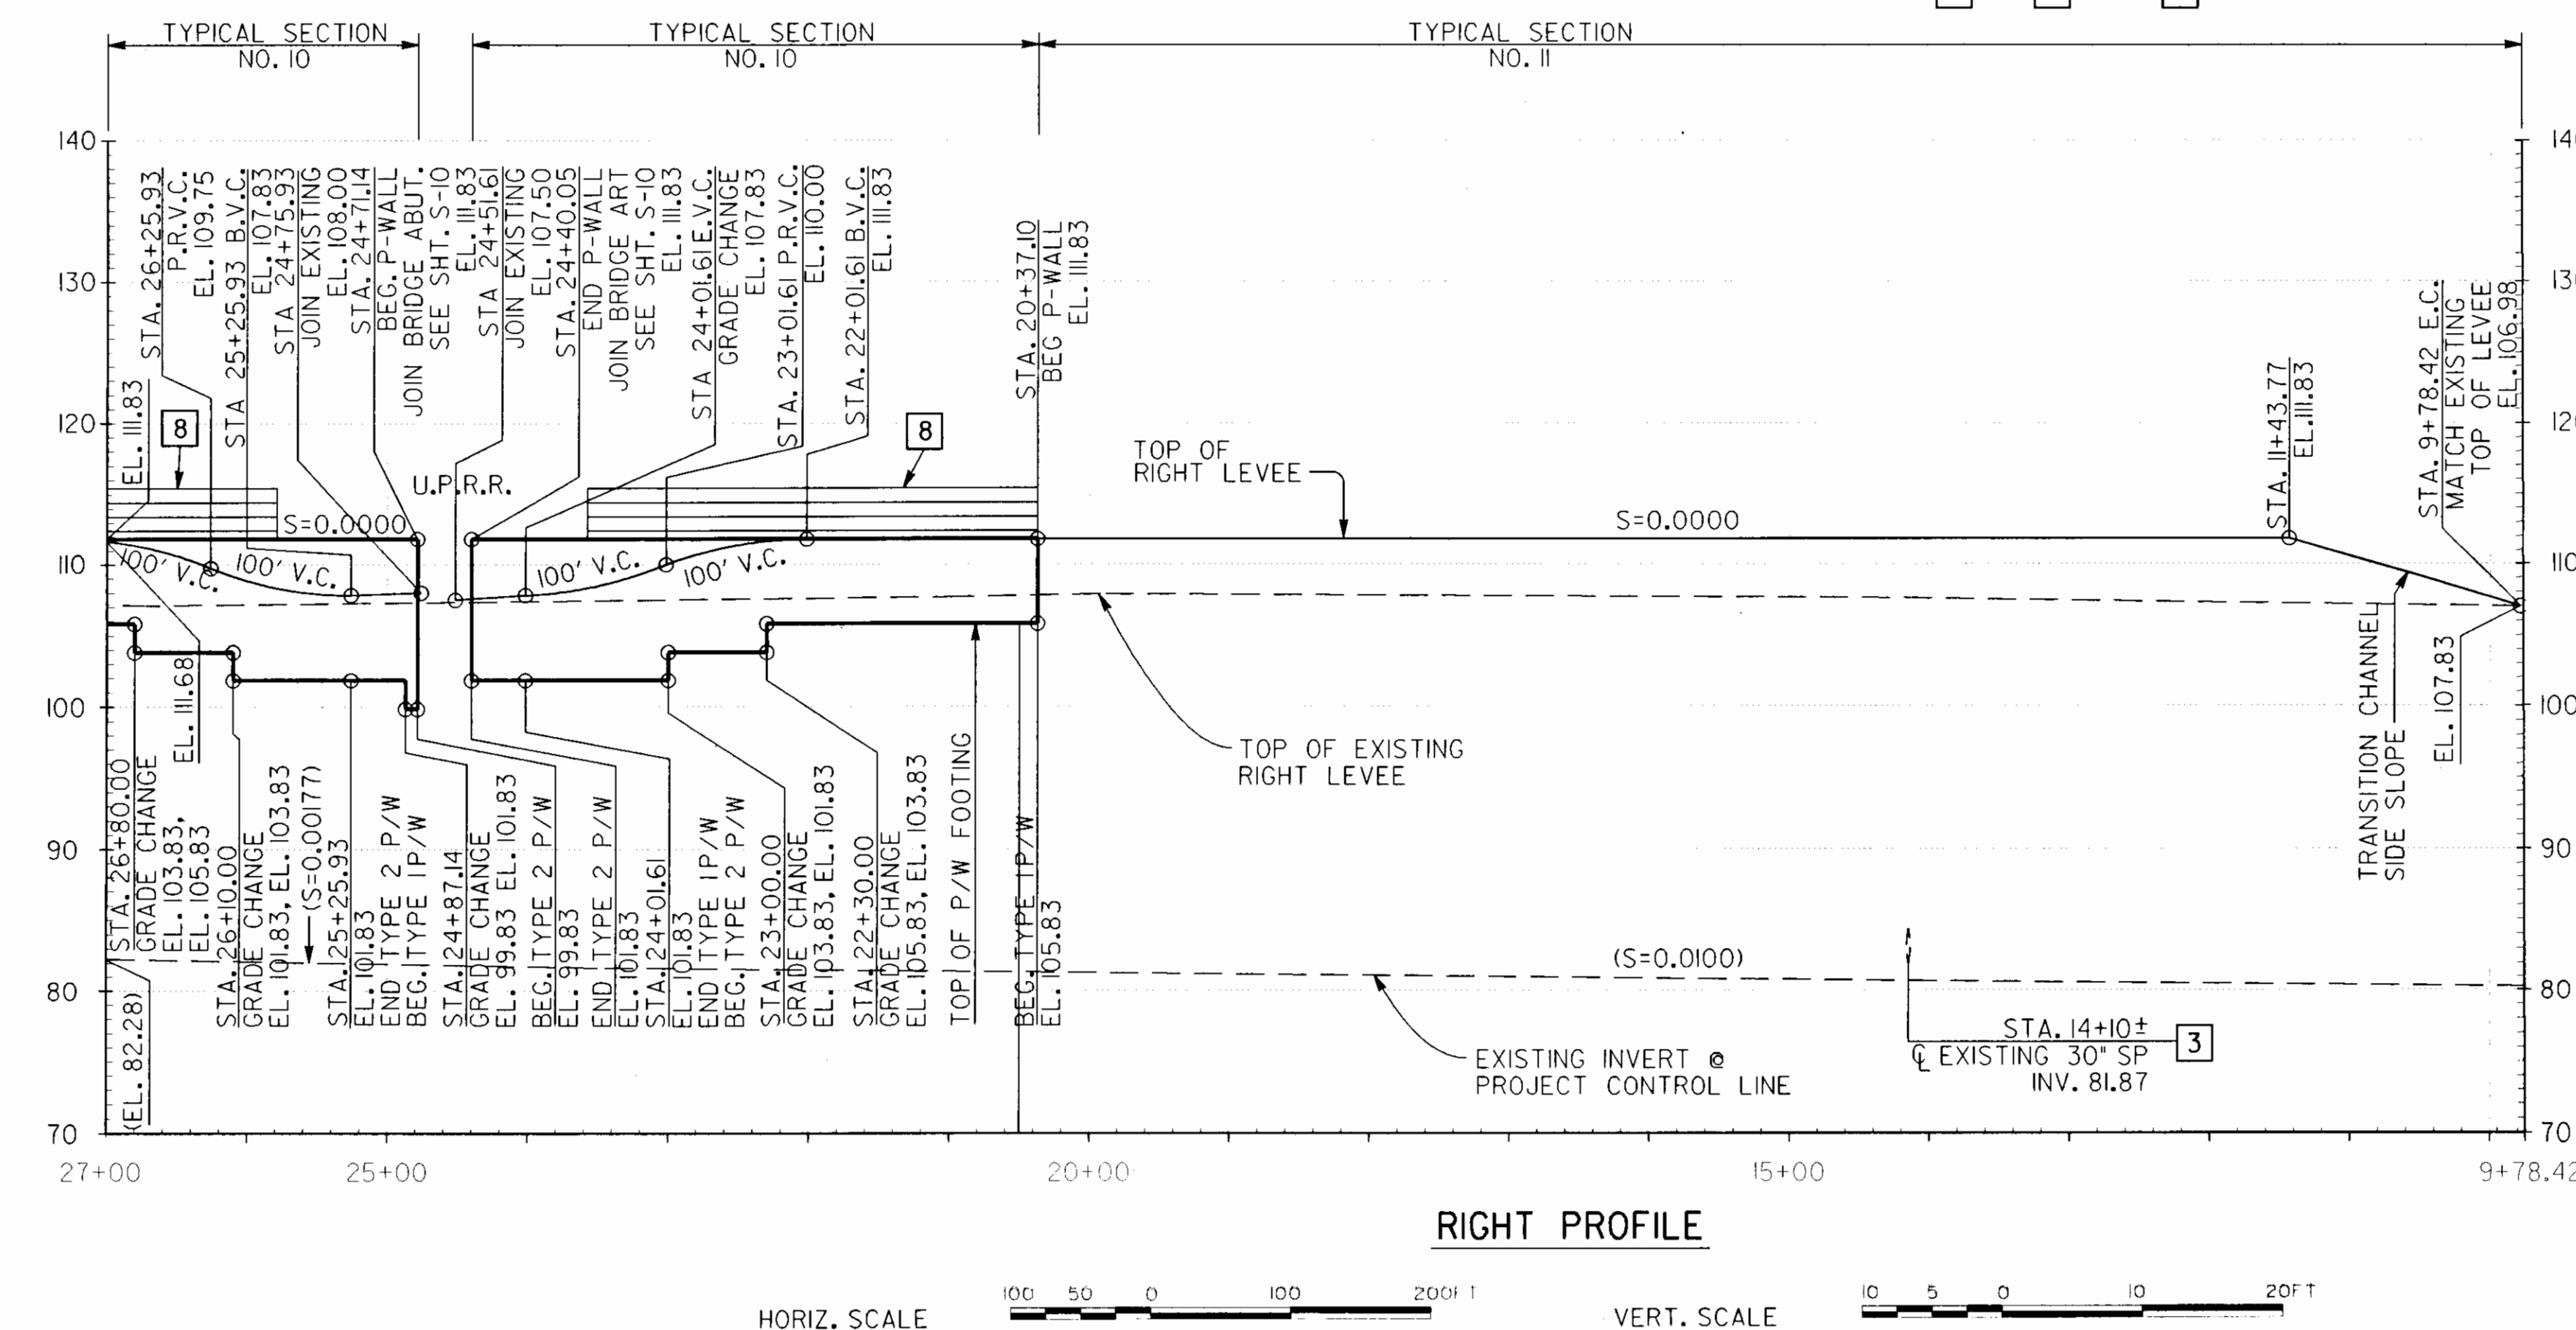 TYPICAL SECTION
NO. 10
TYPICAL SECTION
NO. 10
TYPICAL SECTION
NO. 11
140
130
120
110
100
90
80
70
EL. 111.83
8
STA. 26+25.93
P.R.V.C.
EL. 109.75
STA 25+25.93 B.V.C.
EL. 107.83
STA 24+75.93
JOIN EXISTING
EL. 108.00
STA. 24+71.14
BEG. P-WALL
JOIN BRIDGE ABUT.
SEE SHT. S-10
EL. 111.83
STA 24+51.61
JOIN EXISTING
EL. 107.50
STA. 24+40.05
END P-WALL
JOIN BRIDGE ART
SEE SHT. S-10
EL. 111.83
STA 24+01.61 E.V.C.
GRADE CHANGE
EL. 107.83
STA. 23+01.61 P.R.V.C.
EL. 110.00
STA. 22+01.61 B.V.C.
EL. 111.83
8
STA. 20+37.10
BEG P-WALL
EL. 111.83
U.P.R.R.
S=0.0000
100' V.C.
100' V.C.
100' V.C.
100' V.C.
TOP OF
RIGHT LEVEE
S=0.0000
STA. 11+43.77
EL. 111.83
STA. 9+78.42 E.C.
MATCH EXISTING
TOP OF LEVEE
EL. 106.98
EL. 107.83
TRANSITION CHANNEL
SIDE SLOPE
TOP OF EXISTING
RIGHT LEVEE
EL. 111.68
(EL. 82.28)
STA. 26+80.00
GRADE CHANGE
EL. 103.83,
EL. 105.83
STA. 26+10.00
GRADE CHANGE
EL. 101.83, EL. 103.83
(S=0.00177)
STA. 25+25.93
EL. 101.83
END TYPE 2 P/W
BEG. TYPE 1 P/W
STA. 24+87.14
GRADE CHANGE
EL. 99.83 EL. 101.83
BEG. TYPE 2 P/W
EL. 99.83
END TYPE 2 P/W
EL. 101.83
STA. 24+01.61
EL. 101.83
END TYPE 1 P/W
BEG. TYPE 2 P/W
STA. 23+00.00
GRADE CHANGE
EL. 103.83, EL. 101.83
STA. 22+30.00
GRADE CHANGE
EL. 105.83, EL. 103.83
TOP OF P/W FOOTING
BEG. TYPE 1 P/W
EL. 105.83
(S=0.0100)
EXISTING INVERT @
PROJECT CONTROL LINE
STA. 14+10±
℄ EXISTING 30" SP
INV. 81.87
3
14
13
12
110
100
90
80
70
27+00
25+00
20+00
15+00
9+78.42
RIGHT PROFILE
HORIZ. SCALE
100 50 0 100 200FT
VERT. SCALE
10 5 0 10 20FT